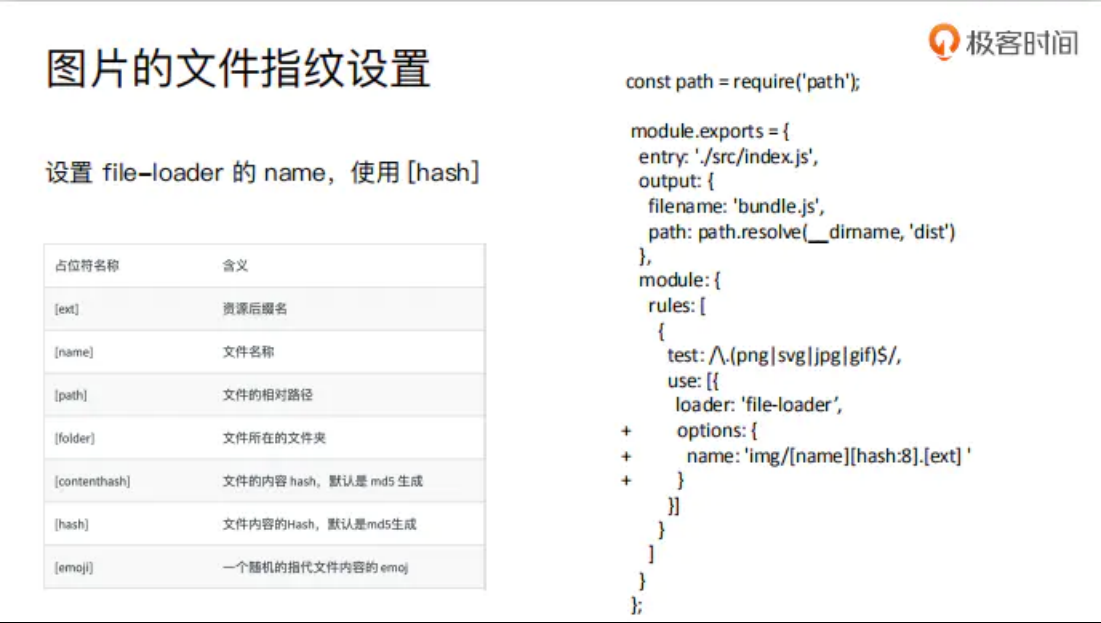 图片的文件指纹设置
极客时间
设置 file-loader 的 name，使用 [hash]
占位符名称 含义
[ext] 资源后缀名
[name] 文件名称
[path] 文件的相对路径
[folder] 文件所在的文件夹
[contenthash] 文件的内容 hash，默认是 md5 生成
[hash] 文件内容的Hash，默认是md5生成
[emoji] 一个随机的指代文件内容的 emoj
const path = require('path');
module.exports = {
entry: './src/index.js',
output: {
filename: 'bundle.js',
path: path.resolve(__dirname, 'dist')
},
module: {
rules: [
{
test: /\.(png|svg|jpg|gif)$/,
use: [{
loader: 'file-loader’,
+ options: {
+ name: 'img/[name][hash:8].[ext] '
+ }
}]
}
]
}
};